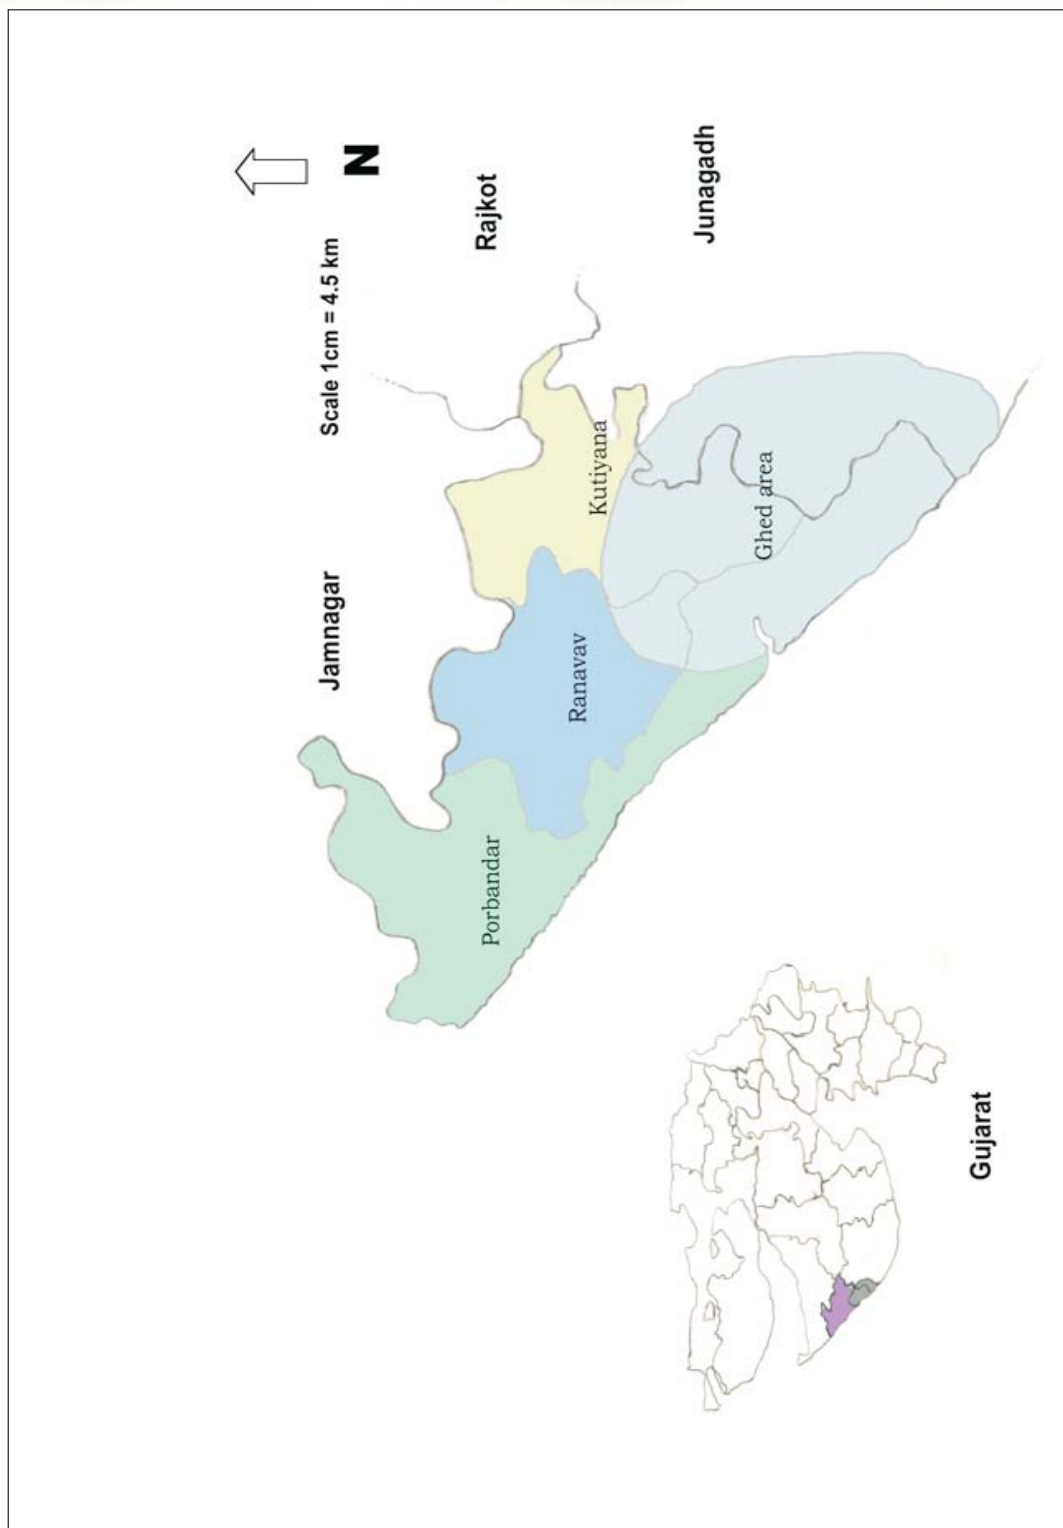 N
Scale 1cm = 4.5 km
Jamnagar
Rajkot
Junagadh
Porbandar
Ranavav
Kutiyana
Ghed area
Gujarat